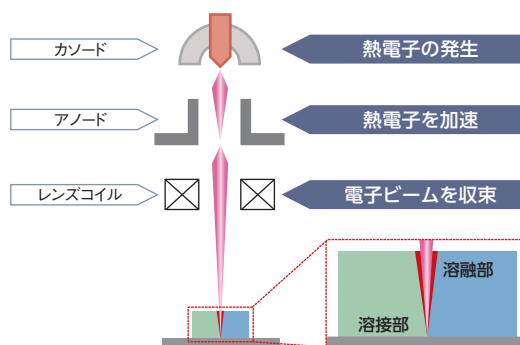 カソード
熱電子の発生
アノード
熱電子を加速
レンズコイル
電子ビームを収束
溶融部
溶接部